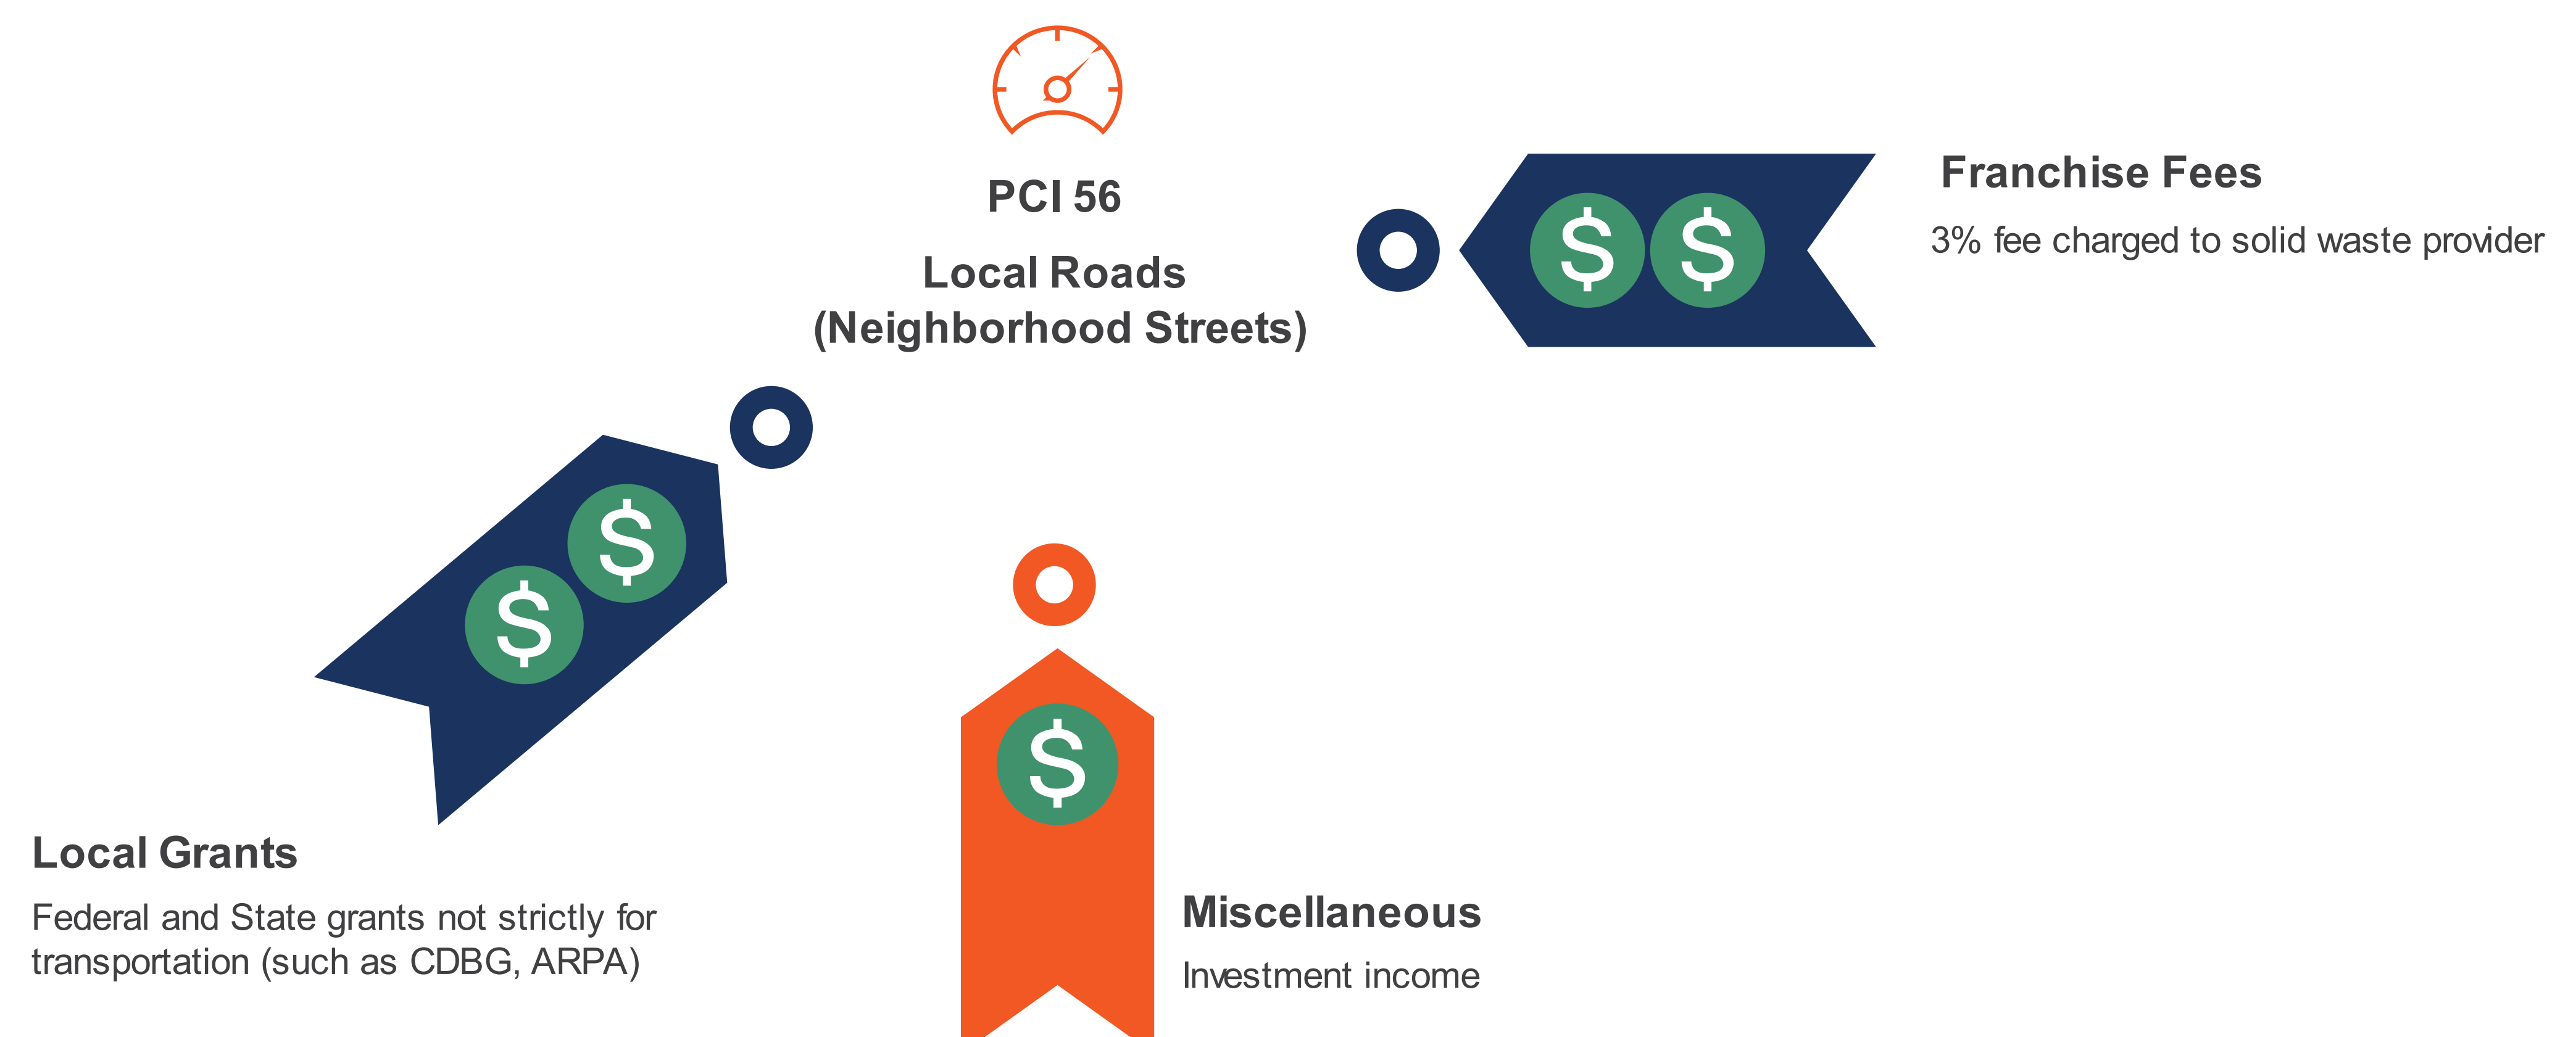 PCI 56
Local Roads
(Neighborhood Streets)
Franchise Fees
3% fee charged to solid waste provider
$ $
$
$
$
Local Grants
Federal and State grants not strictly for
transportation (such as CDBG, ARPA)
Miscellaneous
Investment income